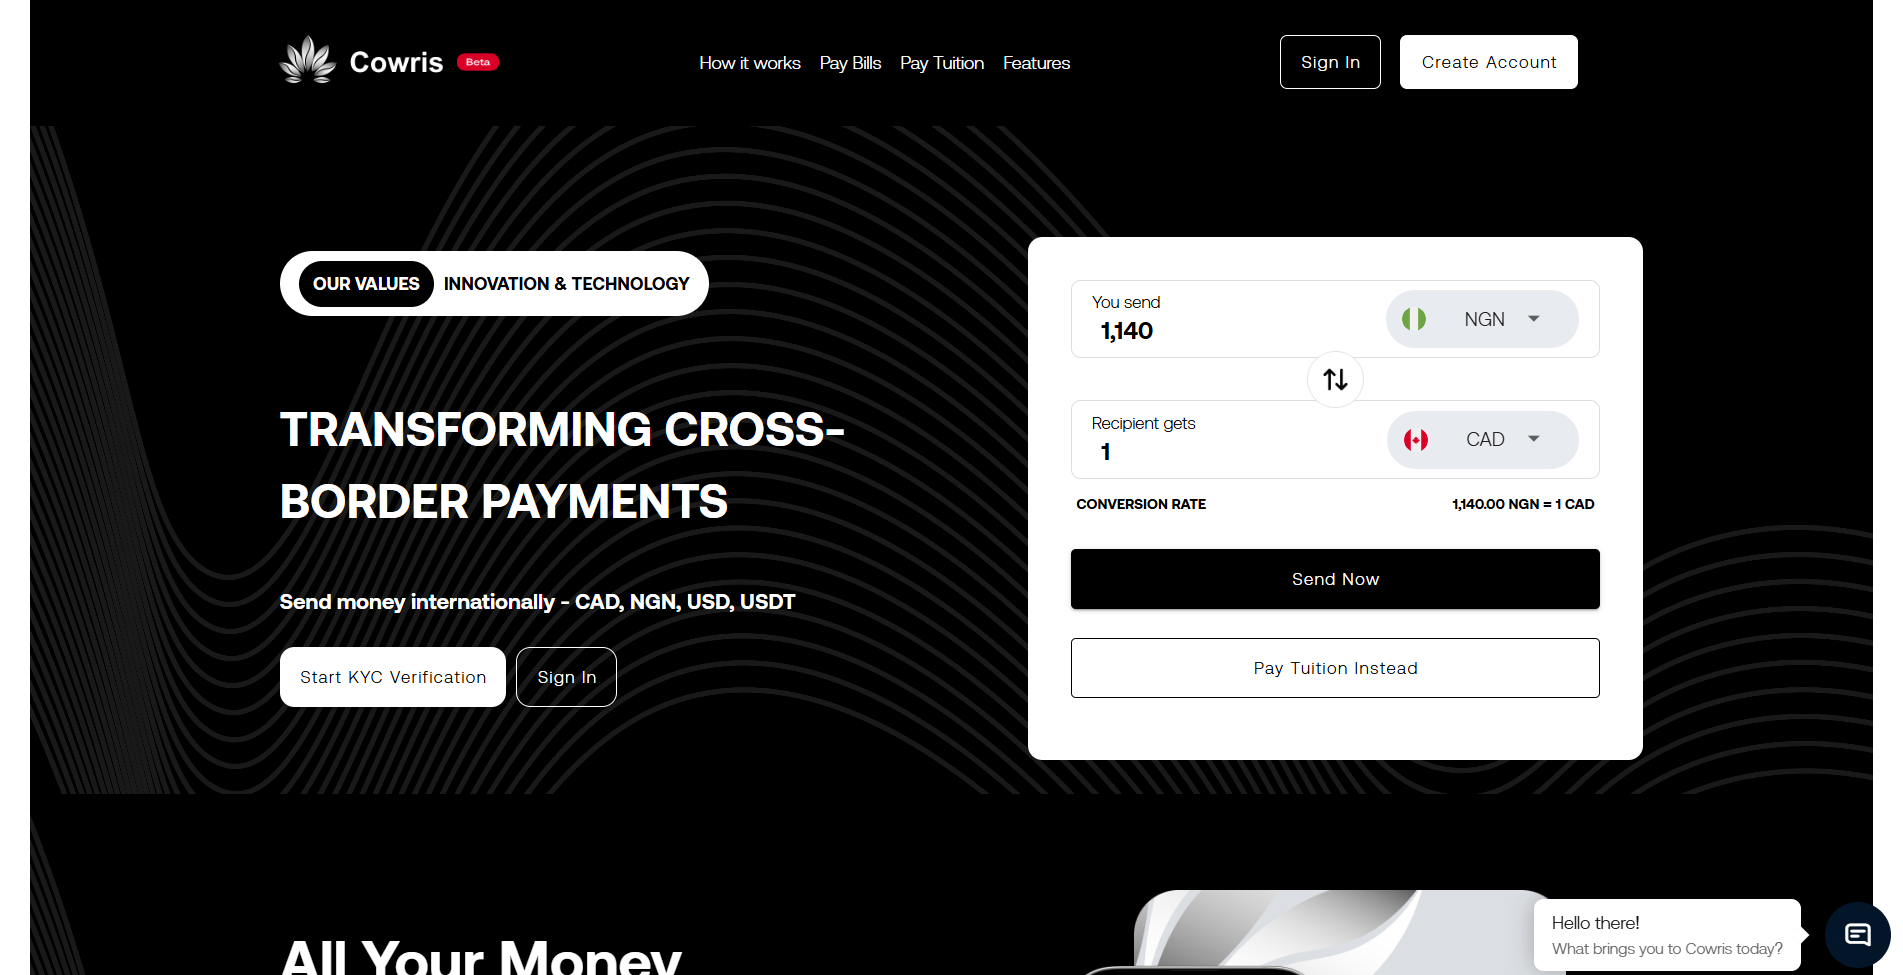 Cowris Beta
How it works Pay Bills Pay Tuition Features
Sign In Create Account
OUR VALUES INNOVATION & TECHNOLOGY
TRANSFORMING CROSS-
BORDER PAYMENTS
Send money internationally - CAD, NGN, USD, USDT
Start KYC Verification Sign In
You send
1,140
NGN
Recipient gets
1
CAD
CONVERSION RATE 1,140.00 NGN = 1 CAD
Send Now
Pay Tuition Instead
All Your Money
Hello there!
What brings you to Cowris today?